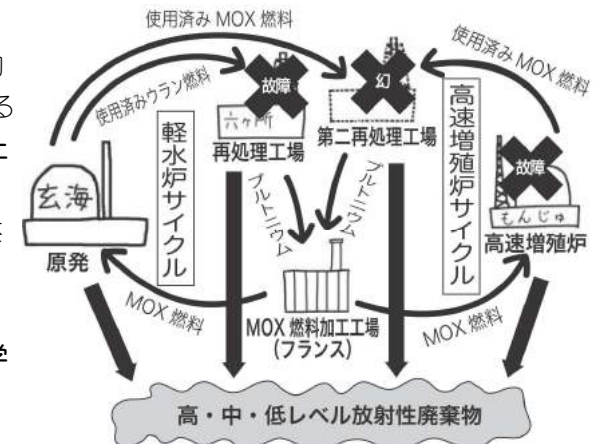 使用済み MOX 燃料
使用済みウラン燃料
使用済み MOX 燃料
故障
幻
故障
六ヶ所
再処理工場
第二再処理工場
軽水炉サイクル
高速増殖炉サイクル
玄海
原発
もんじゅ
高速増殖炉
プルトニウム
プルトニウム
MOX 燃料
MOX 燃料加工工場
(フランス)
MOX 燃料
高・中・低レベル放射性廃棄物
る
学